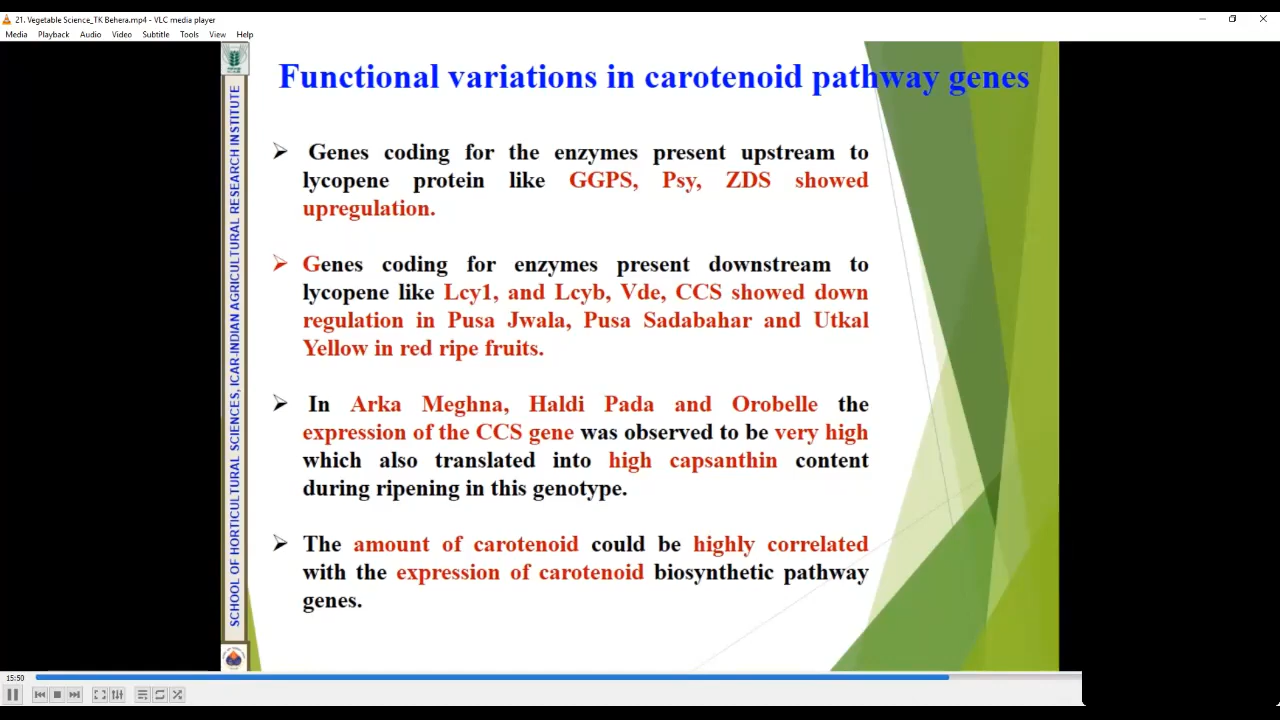 21. Vegetable Science_TK Behera.mp4 - VLC media player
Media Playback Audio Video Subtitle Tools View Help
SCHOOL OF HORTICULTURAL SCIENCES, ICAR-INDIAN AGRICULTURAL RESEARCH INSTITUTE
Functional variations in carotenoid pathway genes
Genes coding for the enzymes present upstream to
lycopene protein like GGPS, Psy, ZDS showed
upregulation.
Genes coding for enzymes present downstream to
lycopene like Lcy1, and Lcyb, Vde, CCS showed down
regulation in Pusa Jwala, Pusa Sadabahar and Utkal
Yellow in red ripe fruits.
In Arka Meghna, Haldi Pada and Orobelle the
expression of the CCS gene was observed to be very high
which also translated into high capsanthin content
during ripening in this genotype.
The amount of carotenoid could be highly correlated
with the expression of carotenoid biosynthetic pathway
genes.
15:50